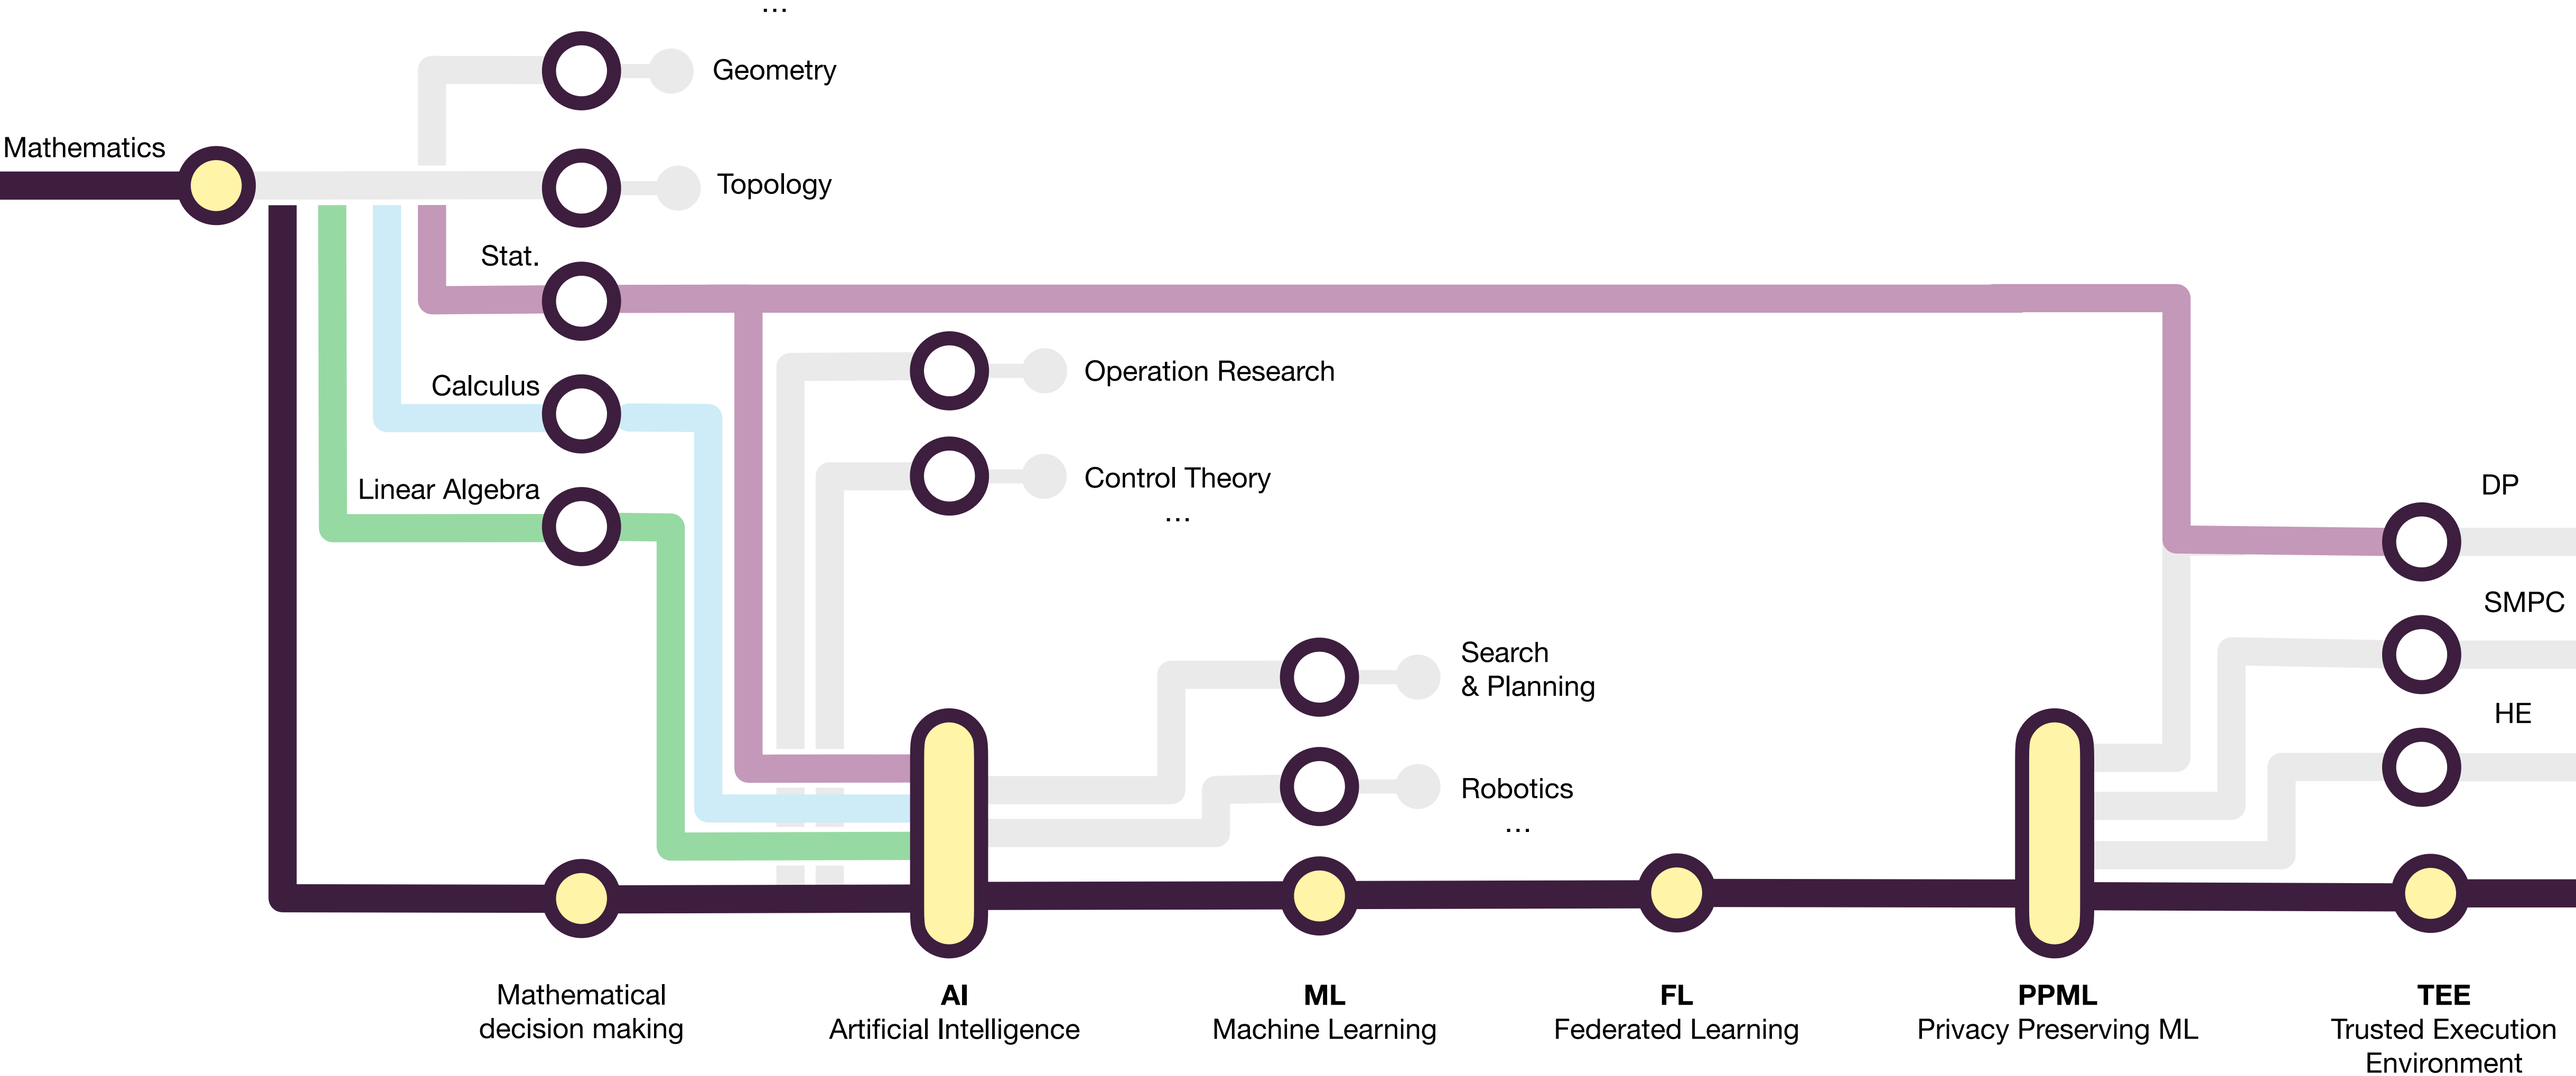 ...
Geometry
Mathematics
Topology
Stat.
Operation Research
Calculus
Control Theory
...
Linear Algebra
DP
SMPC
Search
& Planning
HE
Robotics
...
Mathematical
decision making
AI
Artificial Intelligence
ML
Machine Learning
FL
Federated Learning
PPML
Privacy Preserving ML
TEE
Trusted Execution
Environment